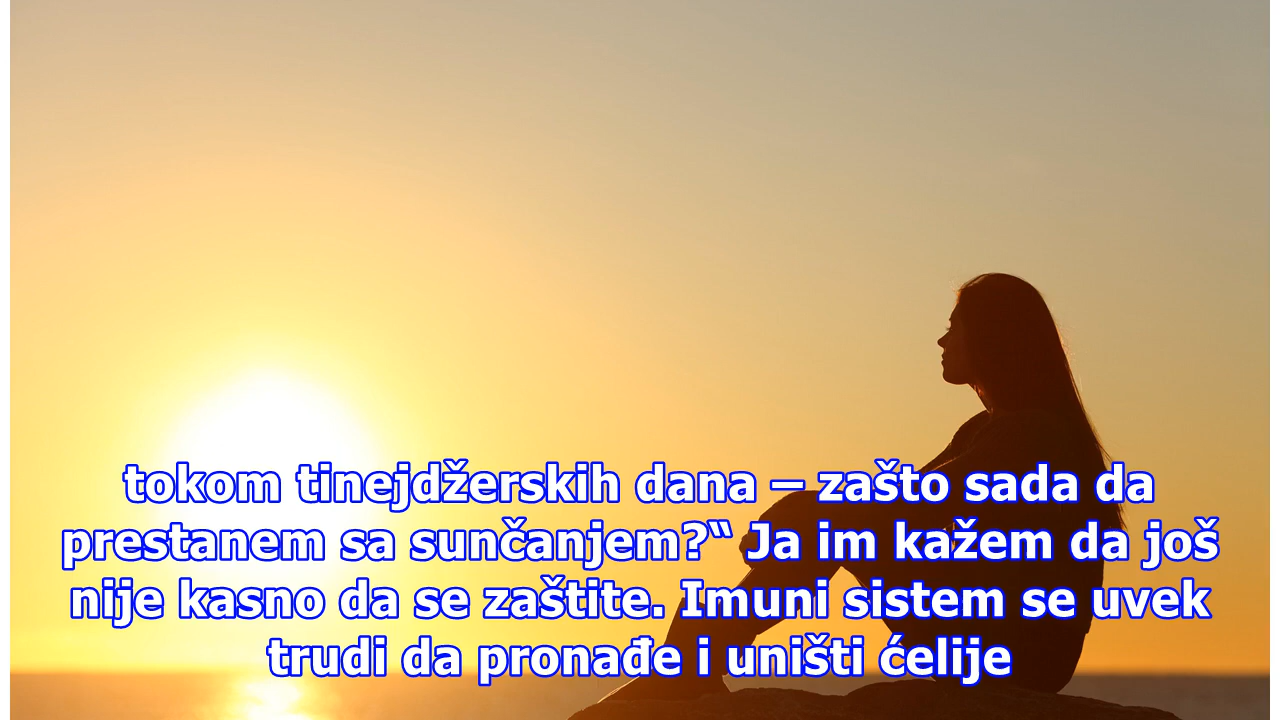 tokom tinejdžerskih dana – zašto sada da
prestanem sa sunčanjem?“ Ja im kažem da još
nije kasno da se zaštite. Imuni sistem se uvek
trudi da pronađe i uništi ćelije